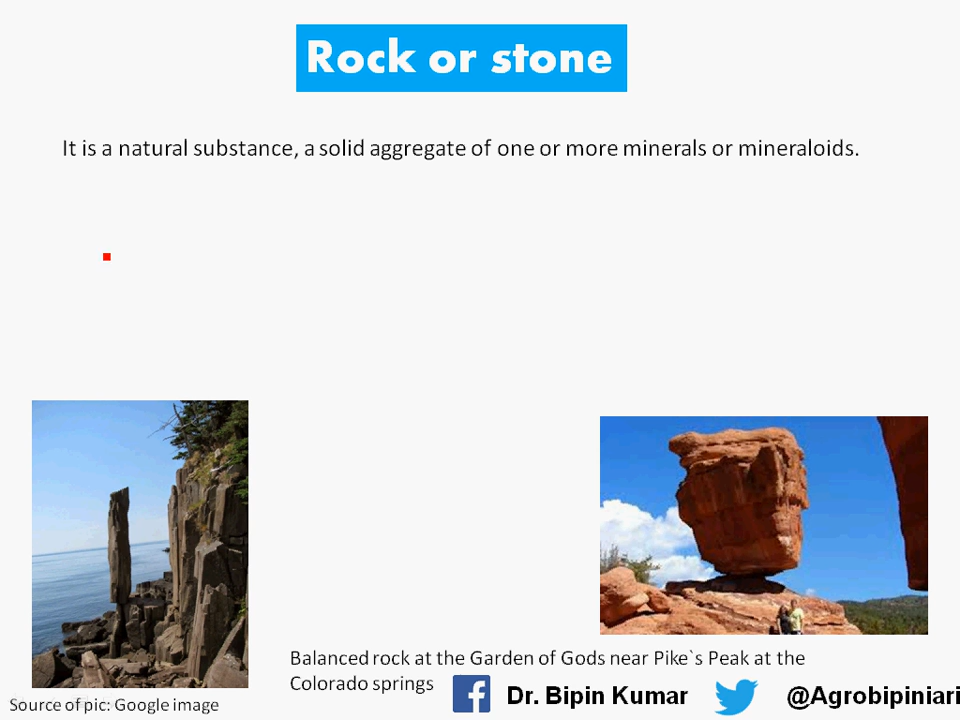 Rock or stone
It is a natural substance, a solid aggregate of one or more minerals or mineraloids.
Balanced rock at the Garden of Gods near Pike`s Peak at the
Colorado springs
Dr. Bipin Kumar
@Agrobipiniari
Source of pic: Google image